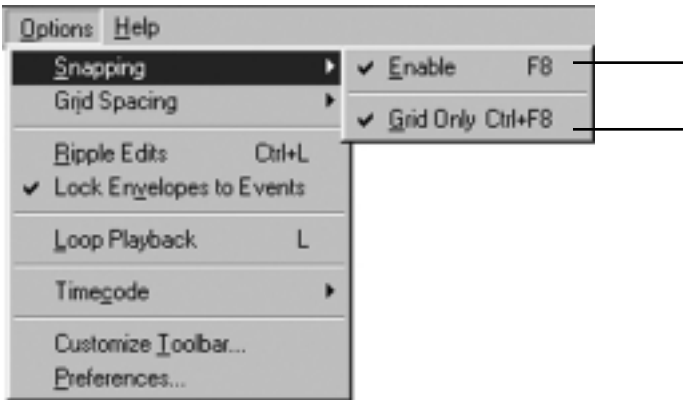 Options Help
Snapping
Enable F8
Grid Spacing
Grid Only Ctrl+F8
Ripple Edits Ctrl+L
Lock Envelopes to Events
Loop Playback L
Timecode
Customize Toolbar...
Preferences...